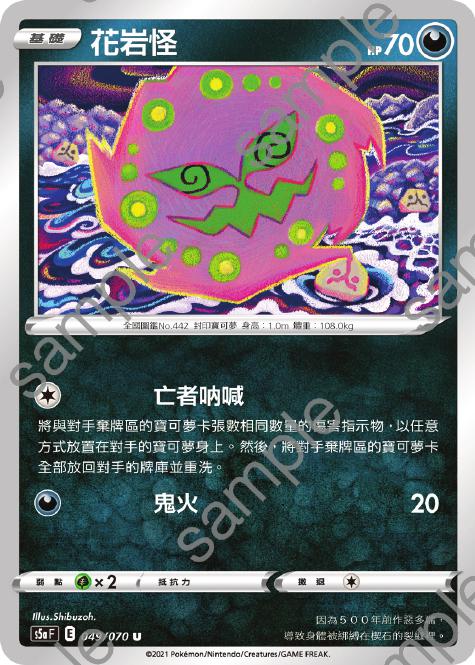 基礎 花岩怪 HP70
全國圖鑑No.442 封印寶可夢 身高：1.0m 體重：108.0kg
亡者吶喊
將與對手棄牌區的寶可夢卡張數相同數量的傷害指示物，以任
意方式放置在對手的寶可夢身上。然後，將對手棄牌區的寶可夢卡
全部放回對手的牌庫並重洗。
鬼火 20
弱點 ×2 抵抗力 撤退
Illus.Shibuzoh.
s5a F E 049/070 U
因為５００年前作惡多端，
導致身體被綁縛在楔石的裂縫裡。
©2021 Pokémon/Nintendo/Creatures/GAME FREAK.
sample
sample
sample
sample
sample
sample